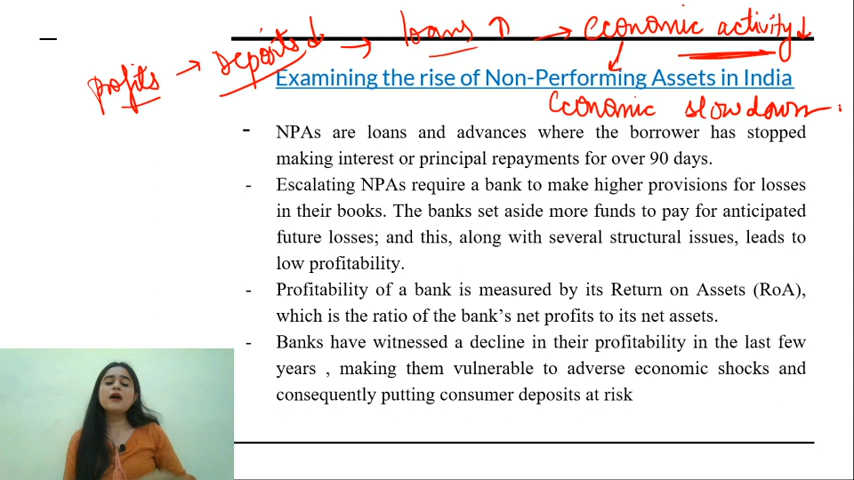 profits → deposits ↓ → loans ↑ → economic activity ↓
Examining the rise of Non-Performing Assets in India
economic slowdown
- NPAs are loans and advances where the borrower has stopped
making interest or principal repayments for over 90 days.
- Escalating NPAs require a bank to make higher provisions for losses
in their books. The banks set aside more funds to pay for anticipated
future losses; and this, along with several structural issues, leads to
low profitability.
- Profitability of a bank is measured by its Return on Assets (RoA),
which is the ratio of the bank's net profits to its net assets.
- Banks have witnessed a decline in their profitability in the last few
years , making them vulnerable to adverse economic shocks and
consequently putting consumer deposits at risk